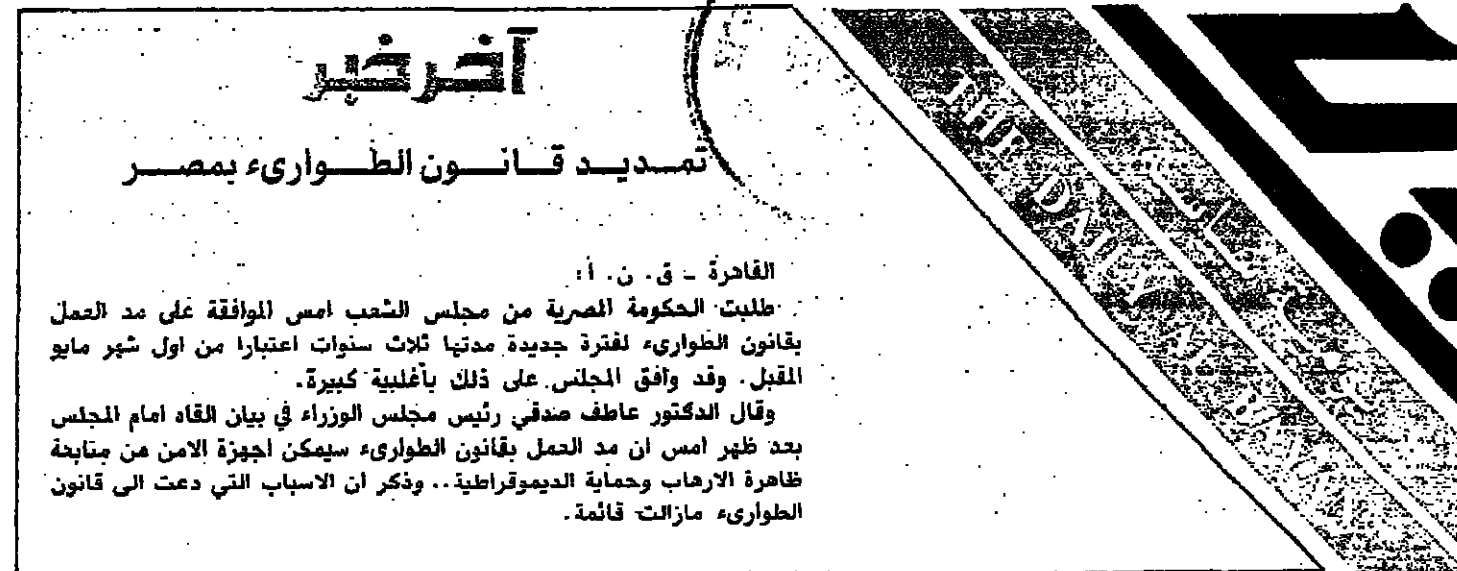 آخر خبر
تمديد قانون الطوارىء بمصر
القاهرة - ق. ن. أ:
طلبت الحكومة المصرية من مجلس الشعب امس الموافقة على مد العمل
بقانون الطوارىء لفترة جديدة مدتها ثلاث سنوات اعتبارا من اول شهر مايو
المقبل. وقد وافق المجلس على ذلك بأغلبية كبيرة.
وقال الدكتور عاطف صدقي رئيس مجلس الوزراء في بيان القاه امام المجلس
بعد ظهر امس ان مد العمل بقانون الطوارىء سيمكن اجهزة الامن من متابعة
ظاهرة الارهاب وحماية الديموقراطية.. وذكر ان الاسباب التي دعت الى قانون
الطوارىء مازالت قائمة.
THE DAILY